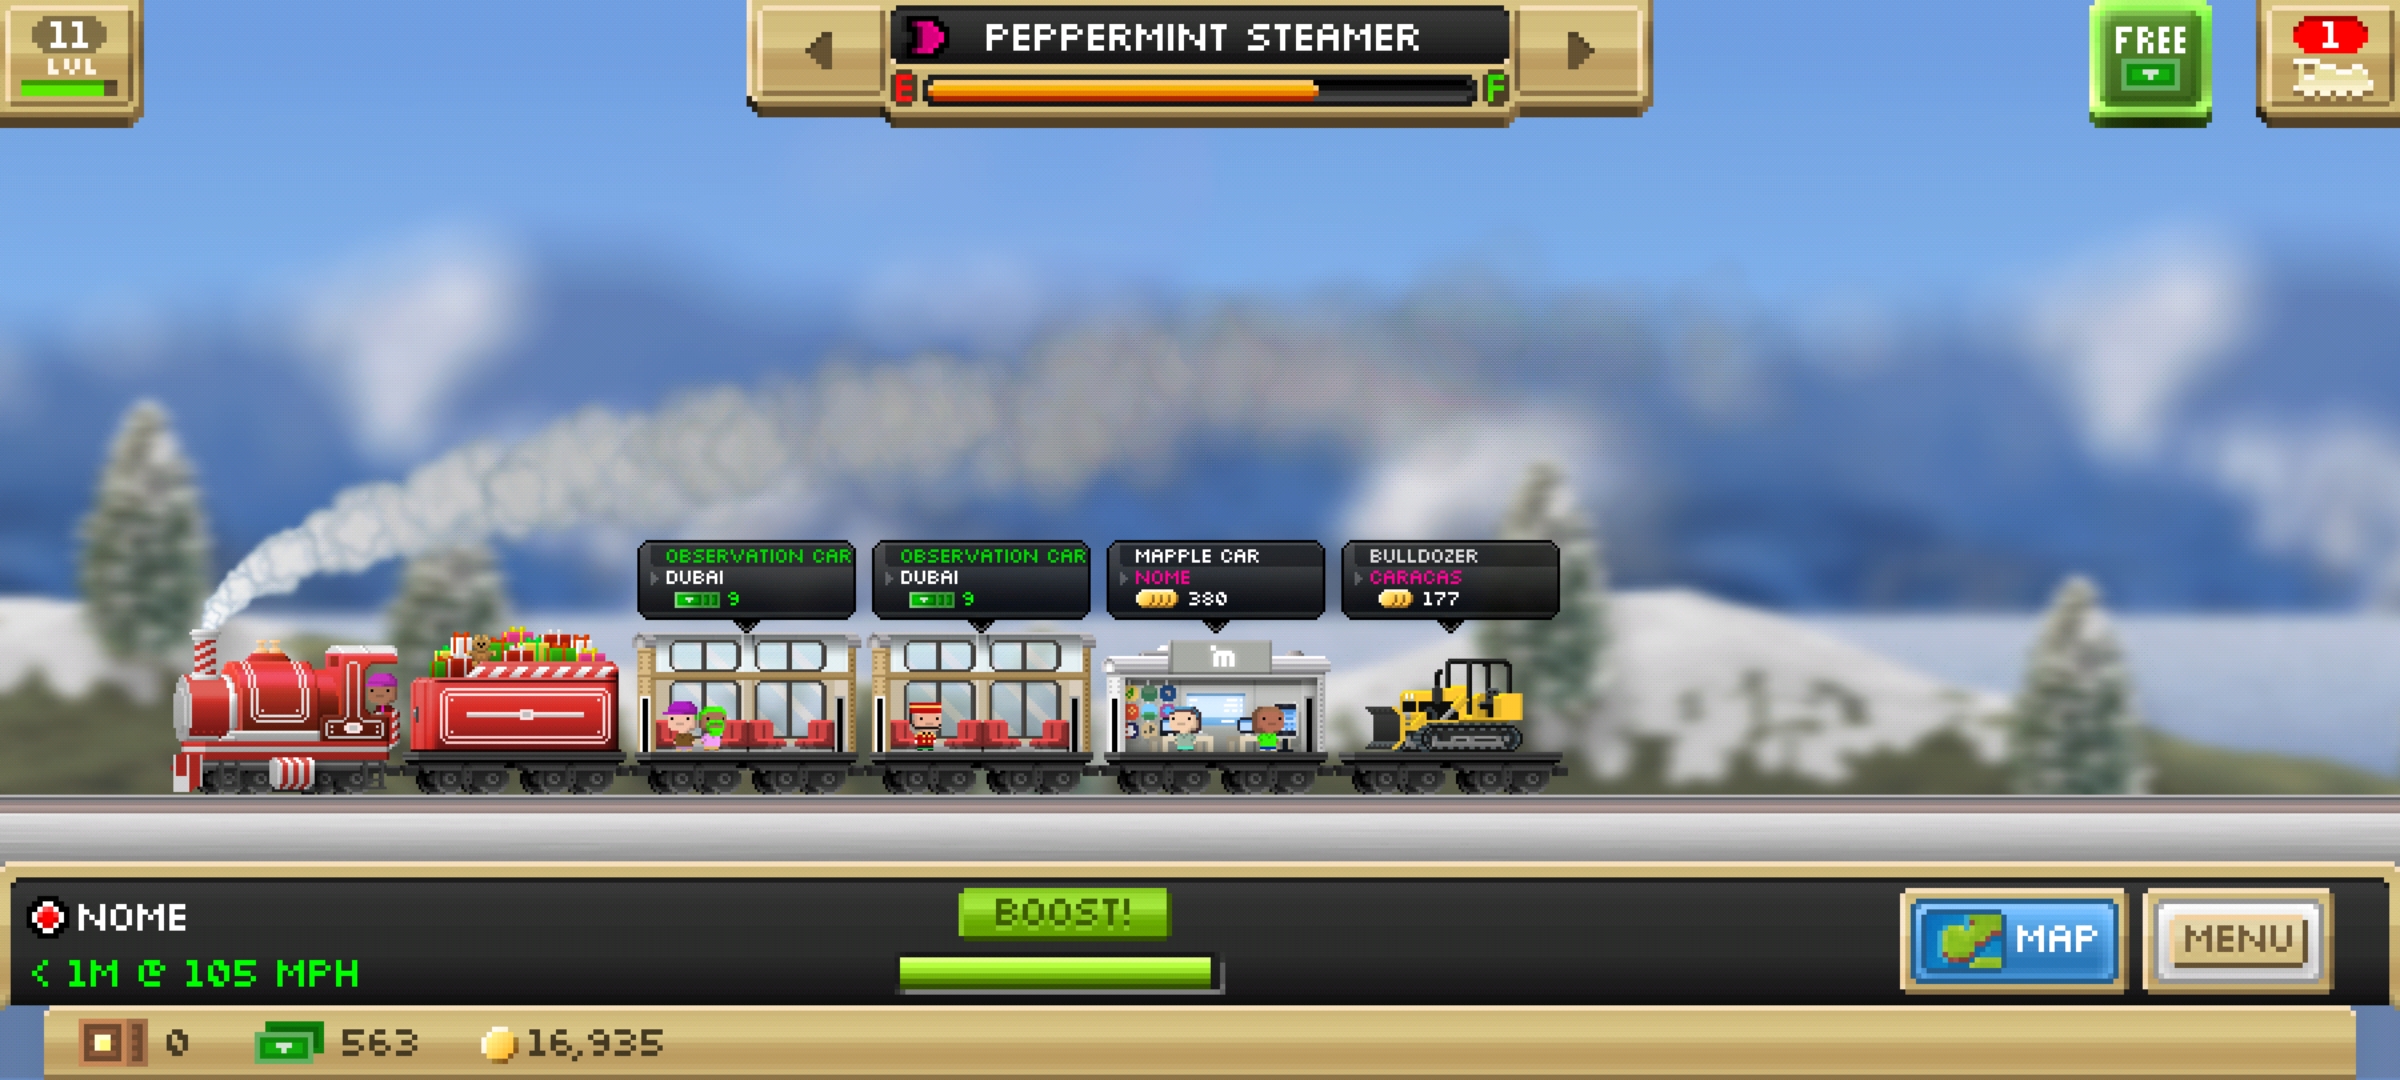 11
LVL
PEPPERMINT STEAMER
E
F
FREE
1
OBSERVATION CAR
DUBAI
9
OBSERVATION CAR
DUBAI
9
MAPPLE CAR
NOME
380
BULLDOZER
CARACAS
177
m
NOME
< 1M @ 105 MPH
BOOST!
MAP
MENU
0
563
16,935